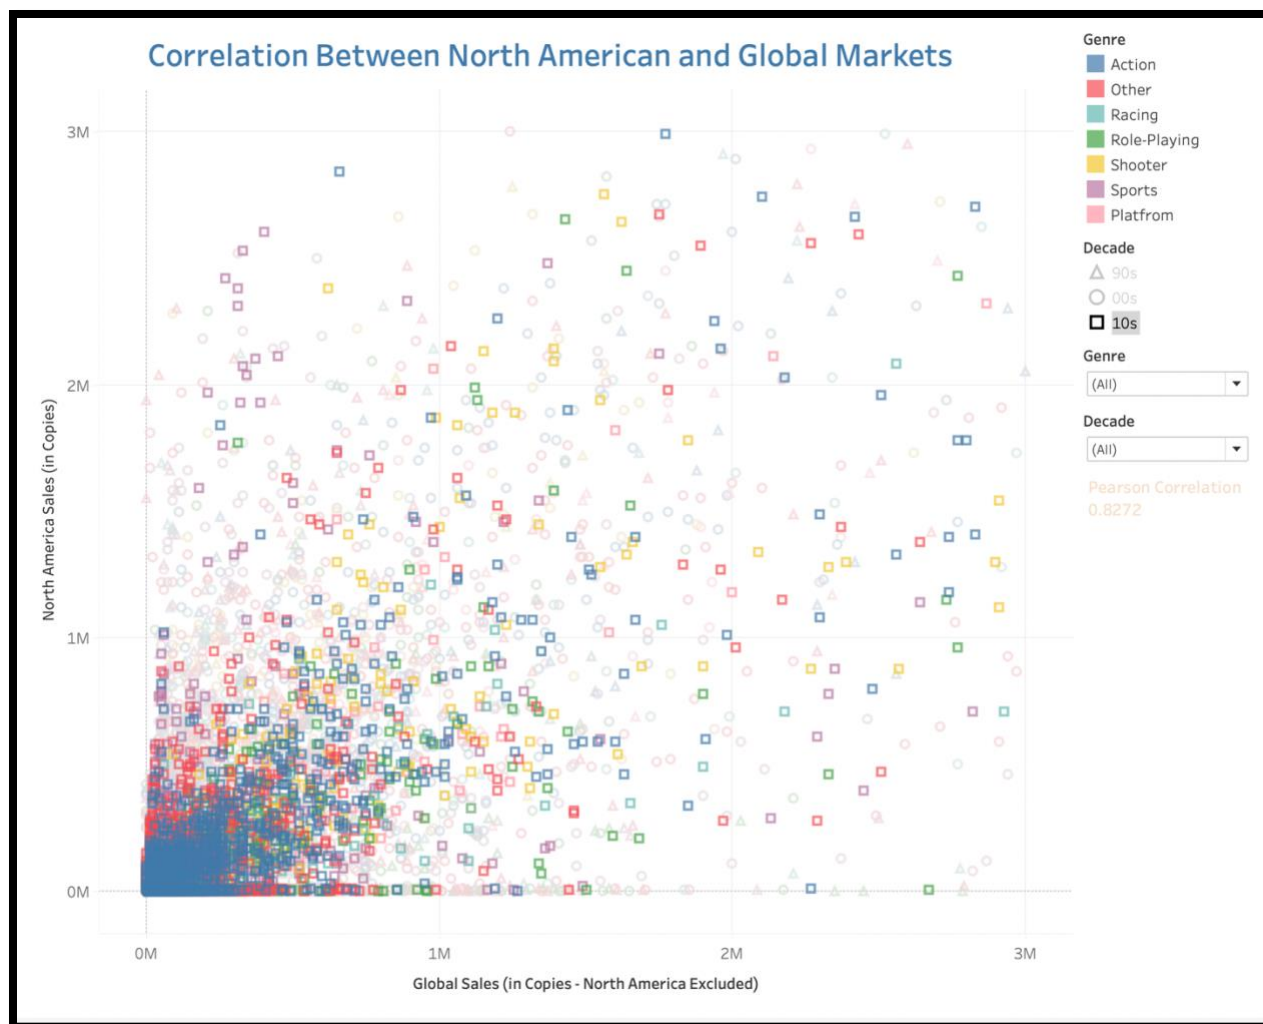 Correlation Between North American and Global Markets
Genre
Action
Other
Racing
Role-Playing
Shooter
Sports
Platfrom
Decade
90s
00s
10s
Genre
(All)
Decade
(All)
Pearson Correlation
0.8272
North America Sales (in Copies)
3M
2M
1M
0M
0M 1M 2M 3M
Global Sales (in Copies - North America Excluded)